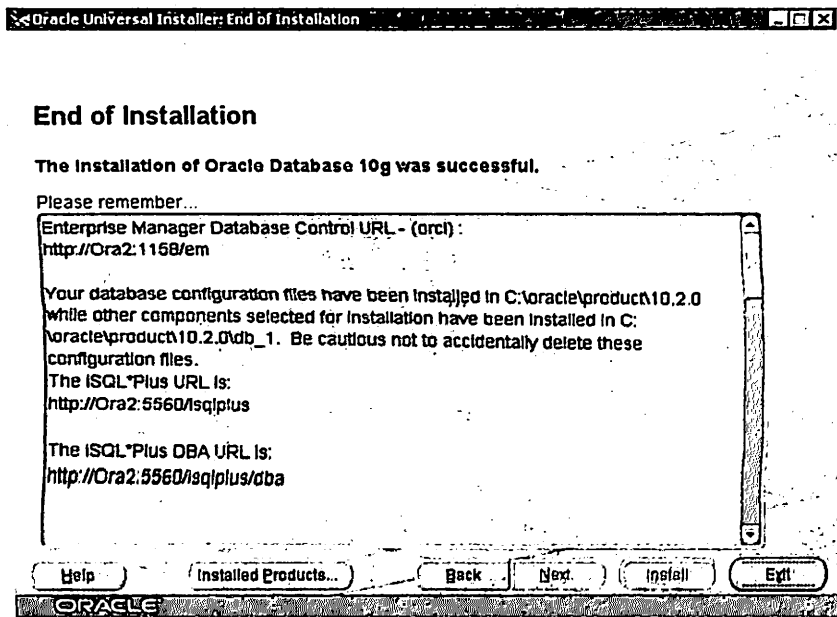 Oracle Universal Installer: End of Installation
End of Installation
The installation of Oracle Database 10g was successful.
Please remember...
Enterprise Manager Database Control URL - (orcl) :
http://Ora2:1158/em
Your database configuration files have been installed in C:\oracle\product\10.2.0
while other components selected for installation have been installed in C:
\oracle\product\10.2.0\db_1. Be cautious not to accidentally delete these
configuration files.
The iSQL*Plus URL is:
http://Ora2:5560/isqlplus
The iSQL*Plus DBA URL is:
http://Ora2:5560/isqlplus/dba
Help Installed Products... Back Next Install Exit
ORACLE